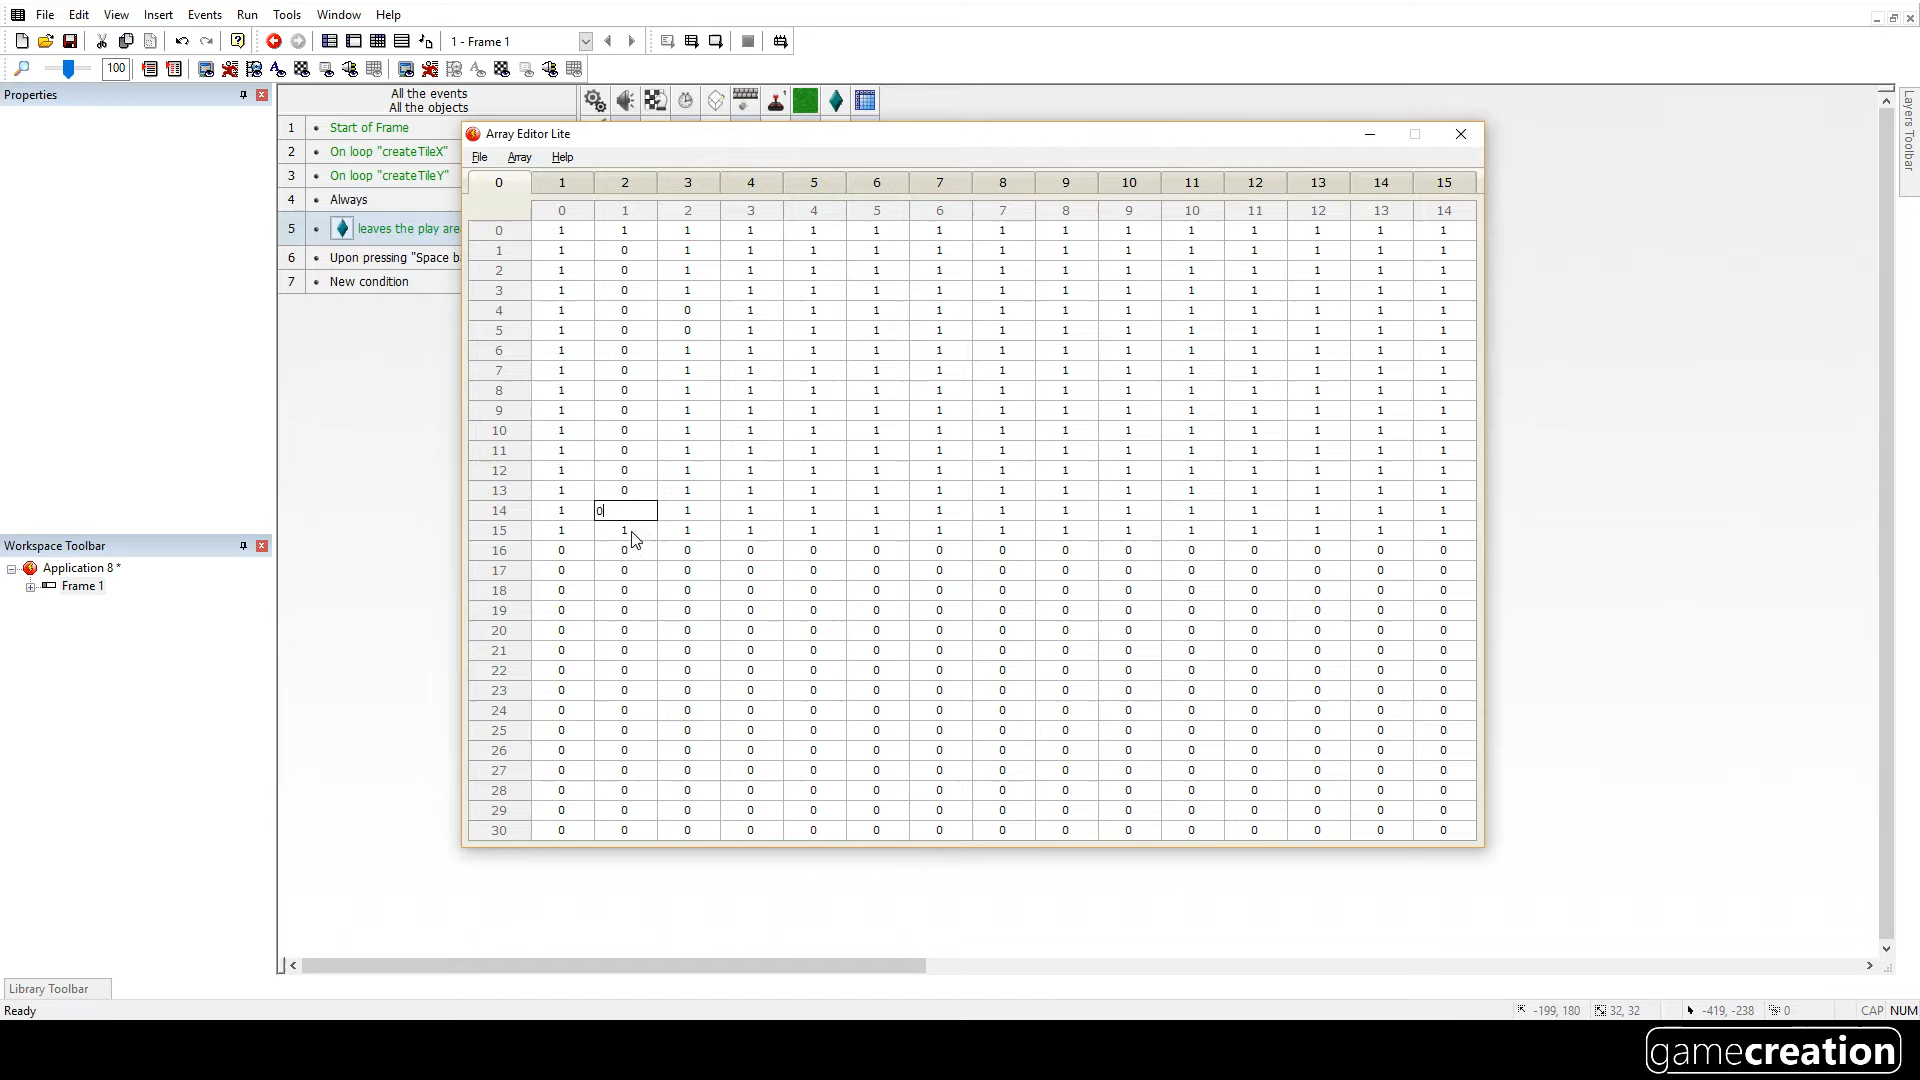 File Edit View Insert Events Run Tools Window Help
1 - Frame 1
100
Properties
All the events
All the objects
1 • Start of Frame
2 • On loop "createTileX"
3 • On loop "createTileY"
4 • Always
5 • leaves the play are
6 • Upon pressing "Space b
7 • New condition
Layers Toolbar
Array Editor Lite
File Array Help
0 1 2 3 4 5 6 7 8 9 10 11 12 13 14 15
0 1 2 3 4 5 6 7 8 9 10 11 12 13 14
0 1 1 1 1 1 1 1 1 1 1 1 1 1 1 1
1 1 0 1 1 1 1 1 1 1 1 1 1 1 1 1
2 1 0 1 1 1 1 1 1 1 1 1 1 1 1 1
3 1 0 1 1 1 1 1 1 1 1 1 1 1 1 1
4 1 0 0 1 1 1 1 1 1 1 1 1 1 1 1
5 1 0 0 1 1 1 1 1 1 1 1 1 1 1 1
6 1 0 1 1 1 1 1 1 1 1 1 1 1 1 1
7 1 0 1 1 1 1 1 1 1 1 1 1 1 1 1
8 1 0 1 1 1 1 1 1 1 1 1 1 1 1 1
9 1 0 1 1 1 1 1 1 1 1 1 1 1 1 1
10 1 0 1 1 1 1 1 1 1 1 1 1 1 1 1
11 1 0 1 1 1 1 1 1 1 1 1 1 1 1 1
12 1 0 1 1 1 1 1 1 1 1 1 1 1 1 1
13 1 0 1 1 1 1 1 1 1 1 1 1 1 1 1
14 1 0 1 1 1 1 1 1 1 1 1 1 1 1 1
15 1 1 1 1 1 1 1 1 1 1 1 1 1 1 1
16 0 0 0 0 0 0 0 0 0 0 0 0 0 0 0
17 0 0 0 0 0 0 0 0 0 0 0 0 0 0 0
18 0 0 0 0 0 0 0 0 0 0 0 0 0 0 0
19 0 0 0 0 0 0 0 0 0 0 0 0 0 0 0
20 0 0 0 0 0 0 0 0 0 0 0 0 0 0 0
21 0 0 0 0 0 0 0 0 0 0 0 0 0 0 0
22 0 0 0 0 0 0 0 0 0 0 0 0 0 0 0
23 0 0 0 0 0 0 0 0 0 0 0 0 0 0 0
24 0 0 0 0 0 0 0 0 0 0 0 0 0 0 0
25 0 0 0 0 0 0 0 0 0 0 0 0 0 0 0
26 0 0 0 0 0 0 0 0 0 0 0 0 0 0 0
27 0 0 0 0 0 0 0 0 0 0 0 0 0 0 0
28 0 0 0 0 0 0 0 0 0 0 0 0 0 0 0
29 0 0 0 0 0 0 0 0 0 0 0 0 0 0 0
30 0 0 0 0 0 0 0 0 0 0 0 0 0 0 0
Workspace Toolbar
Application 8 *
Frame 1
Library Toolbar
Ready -199, 180 32, 32 -419, -238 0 CAP NUM
gamecreation